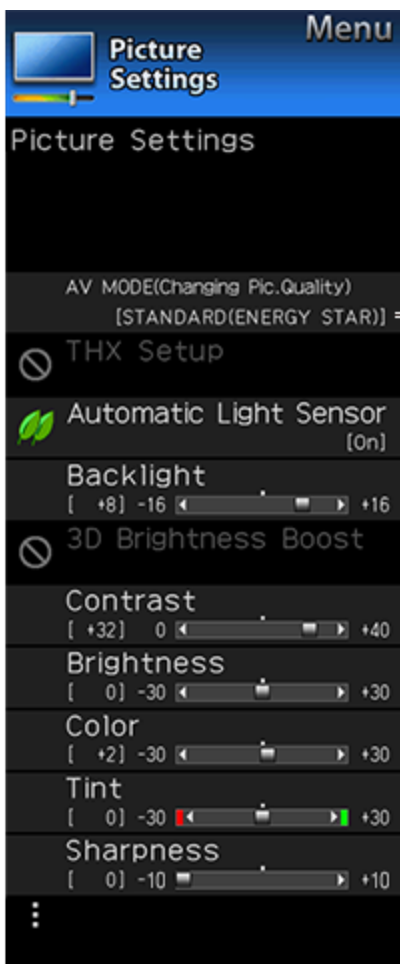 Menu
Picture
Settings
Picture Settings
AV MODE(Changing Pic.Quality)
[STANDARD(ENERGY STAR)]
THX Setup
Automatic Light Sensor
[On]
Backlight
[ +8] -16 +16
3D Brightness Boost
Contrast
[ +32] 0 +40
Brightness
[ 0] -30 +30
Color
[ +2] -30 +30
Tint
[ 0] -30 +30
Sharpness
[ 0] -10 +10